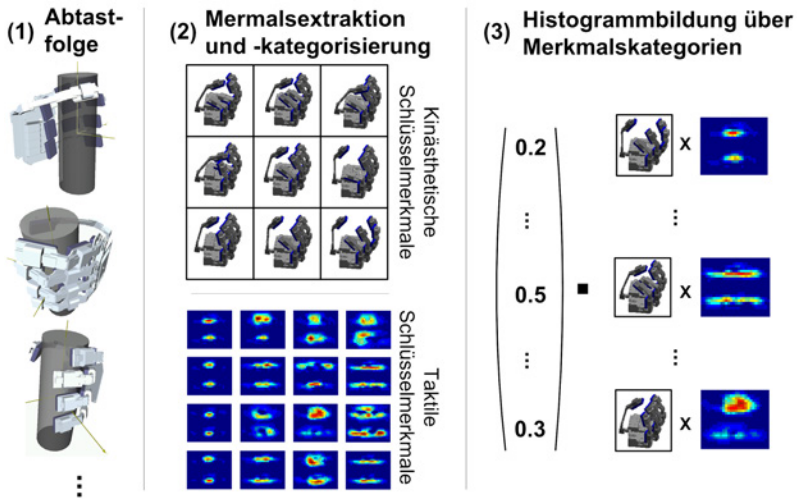 (1) Abtast-
folge
(2) Mermalsextraktion
und -kategorisierung
Kinästhetische
Schlüsselmerkmale
Taktile
Schlüsselmerkmale
(3) Histogrammbildung über
Merkmalskategorien
0.2
x
...
...
0.5
x
...
...
0.3
x
...